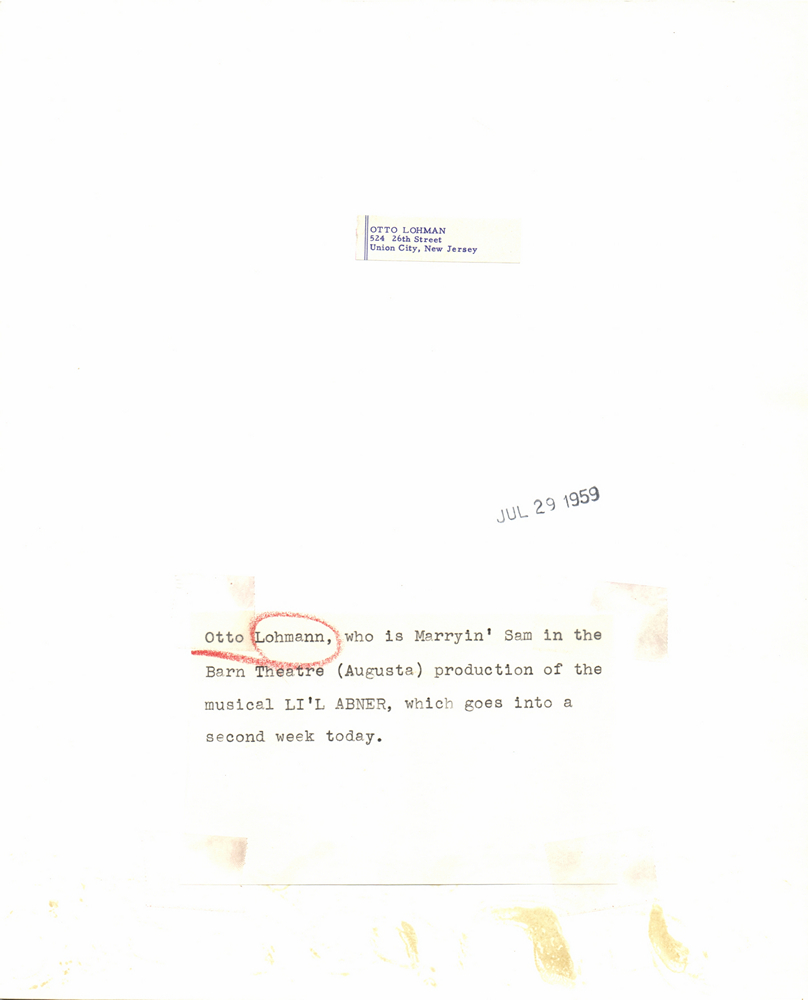 OTTO LOHMAN
524 26th Street
Union City, New Jersey
JUL 29 1959
Otto Lohmann, who is Marryin' Sam in the
Barn Theatre (Augusta) production of the
musical LI'L ABNER, which goes into a
second week today.